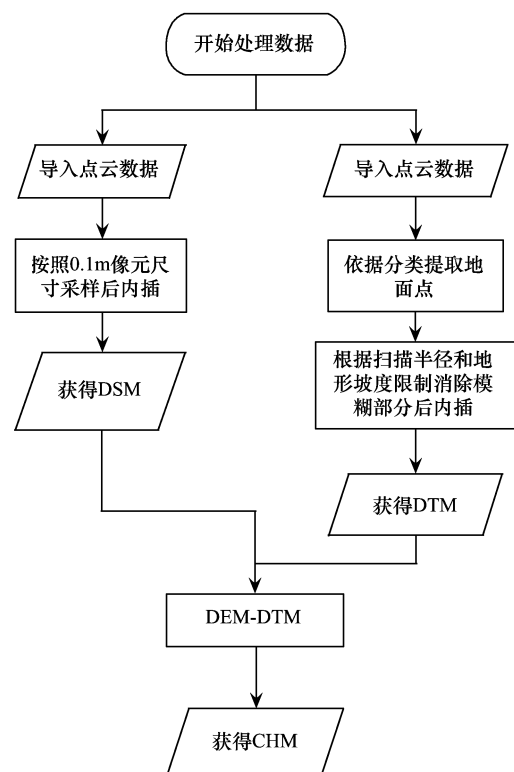 开始处理数据
导入点云数据
按照0.1m像元尺
寸采样后内插
获得DSM
导入点云数据
依据分类提取地
面点
根据扫描半径和地
形坡度限制消除模
糊部分后内插
获得DTM
DEM-DTM
获得CHM